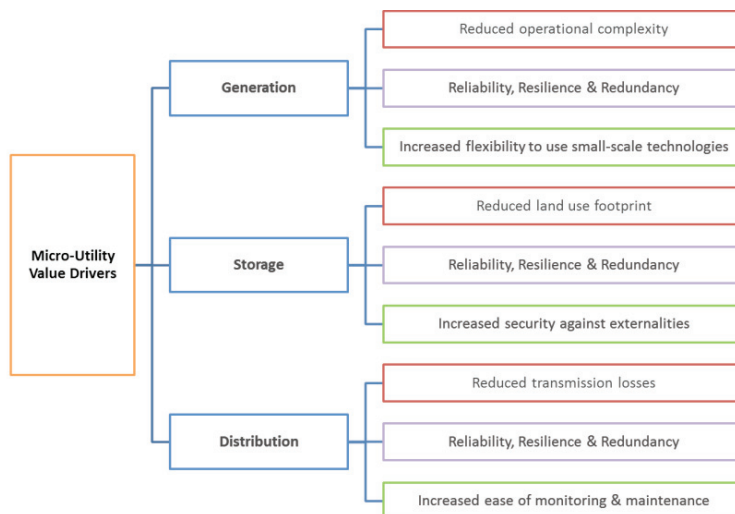 Reduced operational complexity
Generation
Reliability, Resilience & Redundancy
Increased flexibility to use small-scale technologies
Reduced land use footprint
Micro-Utility
Value Drivers
Storage
Reliability, Resilience & Redundancy
Increased security against externalities
Reduced transmission losses
Distribution
Reliability, Resilience & Redundancy
Increased ease of monitoring & maintenance